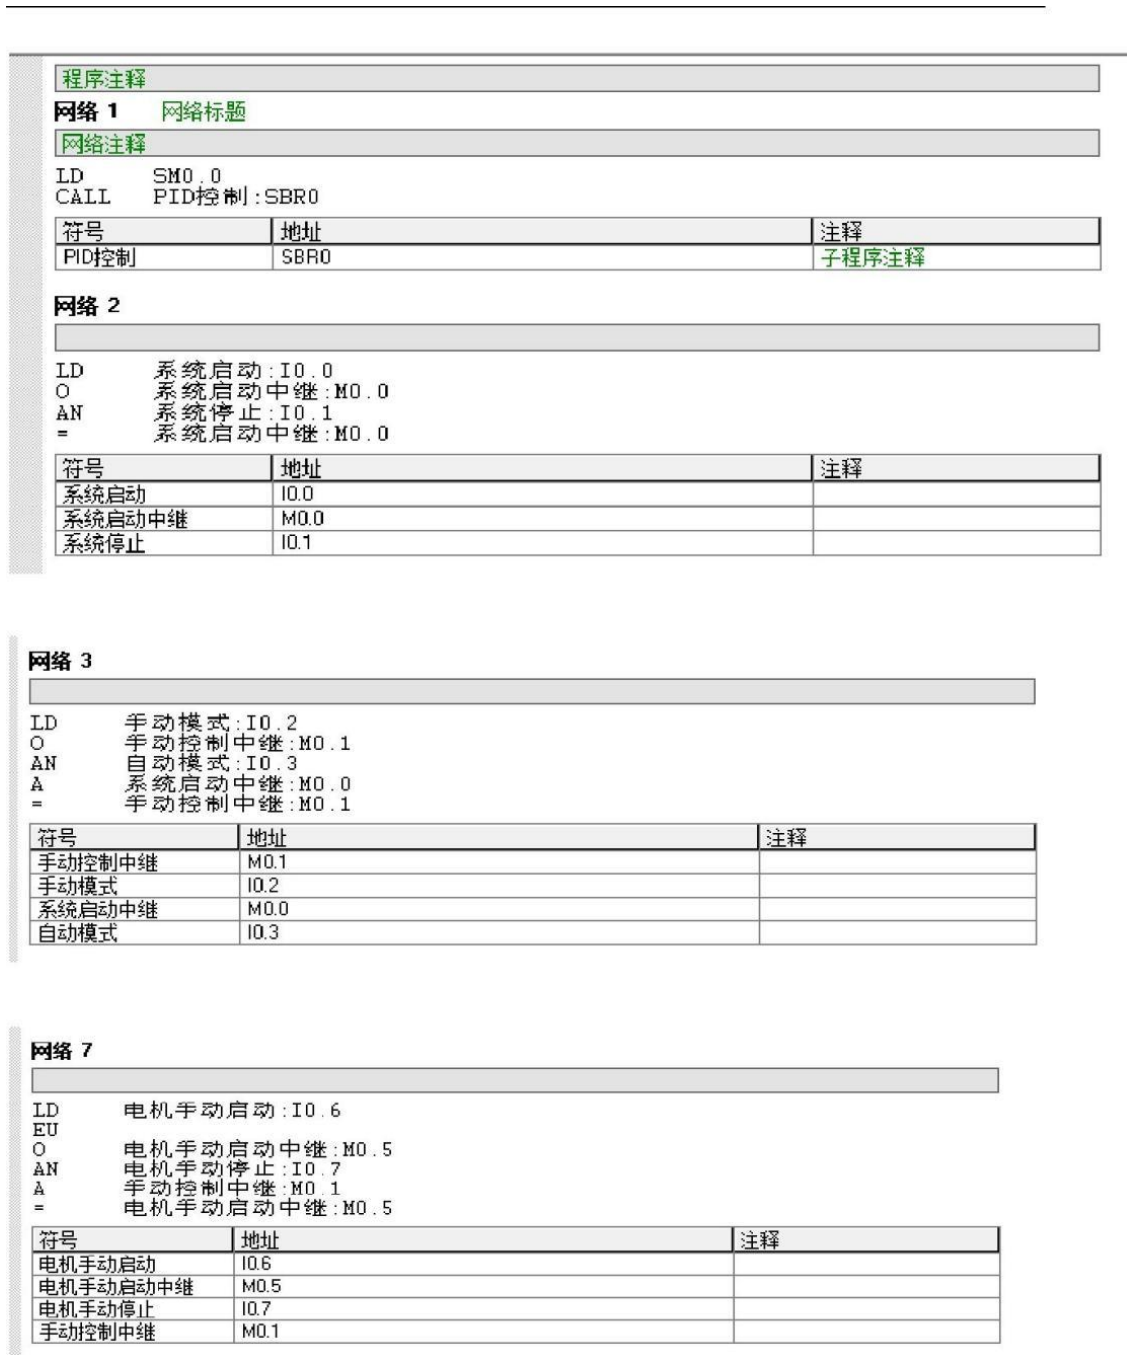 程序注释
网络 1 网络标题
网络注释
LD SM0.0
CALL PID控制:SBR0
符号 地址 注释
PID控制 SBR0 子程序注释
网络 2
LD 系统启动:I0.0
O 系统启动中继:M0.0
AN 系统停止:I0.1
= 系统启动中继:M0.0
符号 地址 注释
系统启动 I0.0
系统启动中继 M0.0
系统停止 I0.1
网络 3
LD 手动模式:I0.2
O 手动控制中继:M0.1
AN 自动模式:I0.3
A 系统启动中继:M0.0
= 手动控制中继:M0.1
符号 地址 注释
手动控制中继 M0.1
手动模式 I0.2
系统启动中继 M0.0
自动模式 I0.3
网络 7
LD 电机手动启动:I0.6
EU
O 电机手动启动中继:M0.5
AN 电机手动停止:I0.7
A 手动控制中继:M0.1
= 电机手动启动中继:M0.5
符号 地址 注释
电机手动启动 I0.6
电机手动启动中继 M0.5
电机手动停止 I0.7
手动控制中继 M0.1